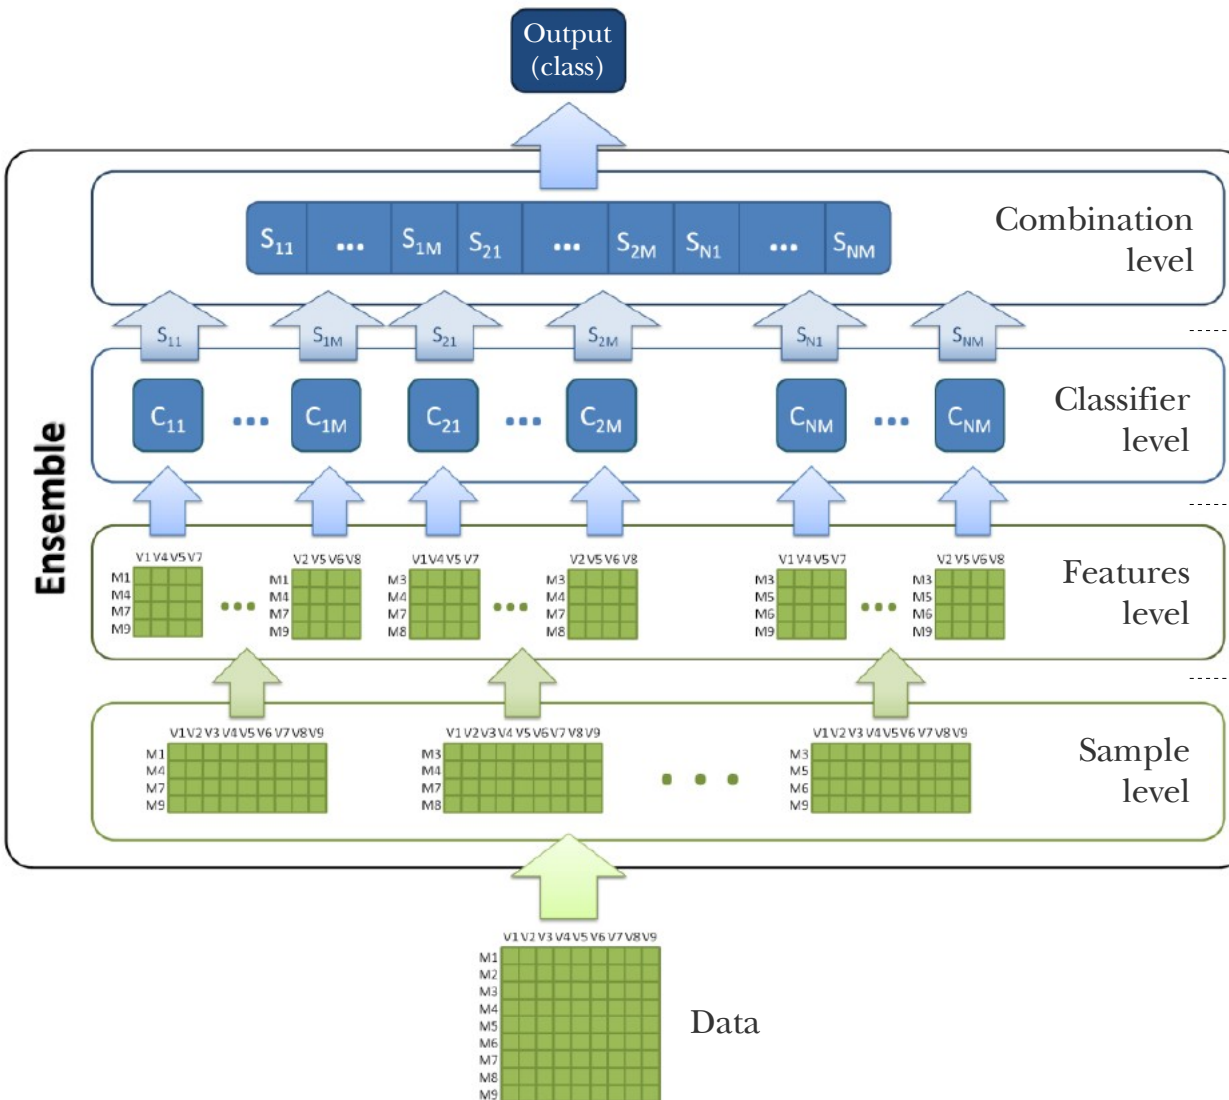 Output
(class)
Ensemble
Combination
level
S11 ... S1M S21 ... S2M SN1 ... SNM
S11 S1M S21 S2M SN1 SNM
Classifier
level
C11 ... C1M C21 ... C2M CNM ... CNM
Features
level
V1 V4 V5 V7
M1
M4
M7
M9
...
V2 V5 V6 V8
M1
M4
M7
M9
V1 V4 V5 V7
M3
M4
M7
M8
...
V2 V5 V6 V8
M3
M4
M7
M8
V1 V4 V5 V7
M3
M5
M6
M9
...
V2 V5 V6 V8
M3
M5
M6
M9
Sample
level
V1 V2 V3 V4 V5 V6 V7 V8 V9
M1
M4
M7
M9
V1 V2 V3 V4 V5 V6 V7 V8 V9
M3
M4
M7
M8
. . .
V1 V2 V3 V4 V5 V6 V7 V8 V9
M3
M5
M6
M9
V1 V2 V3 V4 V5 V6 V7 V8 V9
M1
M2
M3
M4
M5
M6
M7
M8
M9
Data